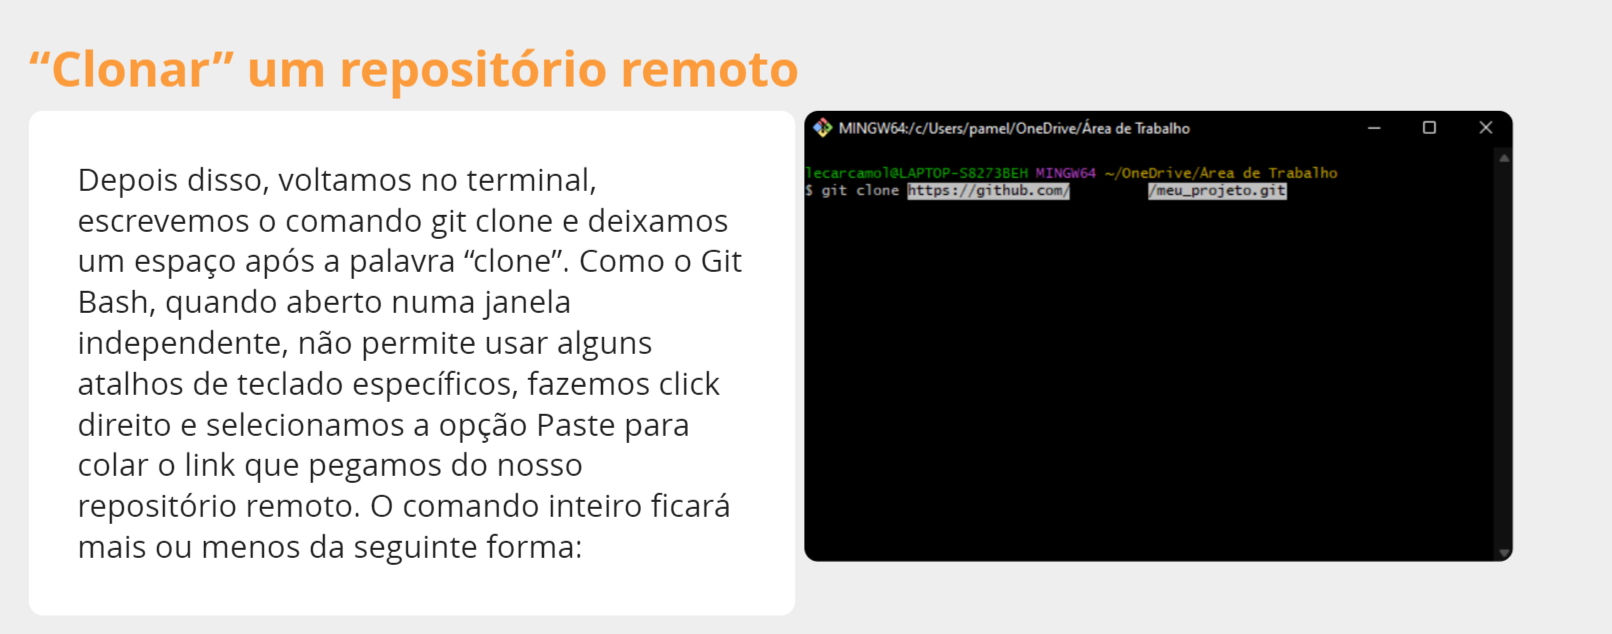 “Clonar” um repositório remoto
Depois disso, voltamos no terminal,
escrevemos o comando git clone e deixamos
um espaço após a palavra “clone”. Como o Git
Bash, quando aberto numa janela
independente, não permite usar alguns
atalhos de teclado específicos, fazemos click
direito e selecionamos a opção Paste para
colar o link que pegamos do nosso
repositório remoto. O comando inteiro ficará
mais ou menos da seguinte forma:
MINGW64:/c/Users/pamel/OneDrive/Área de Trabalho
lecarcamol@LAPTOP-S8273BEH MINGW64 ~/OneDrive/Área de Trabalho
$ git clone https://github.com/ /meu_projeto.git